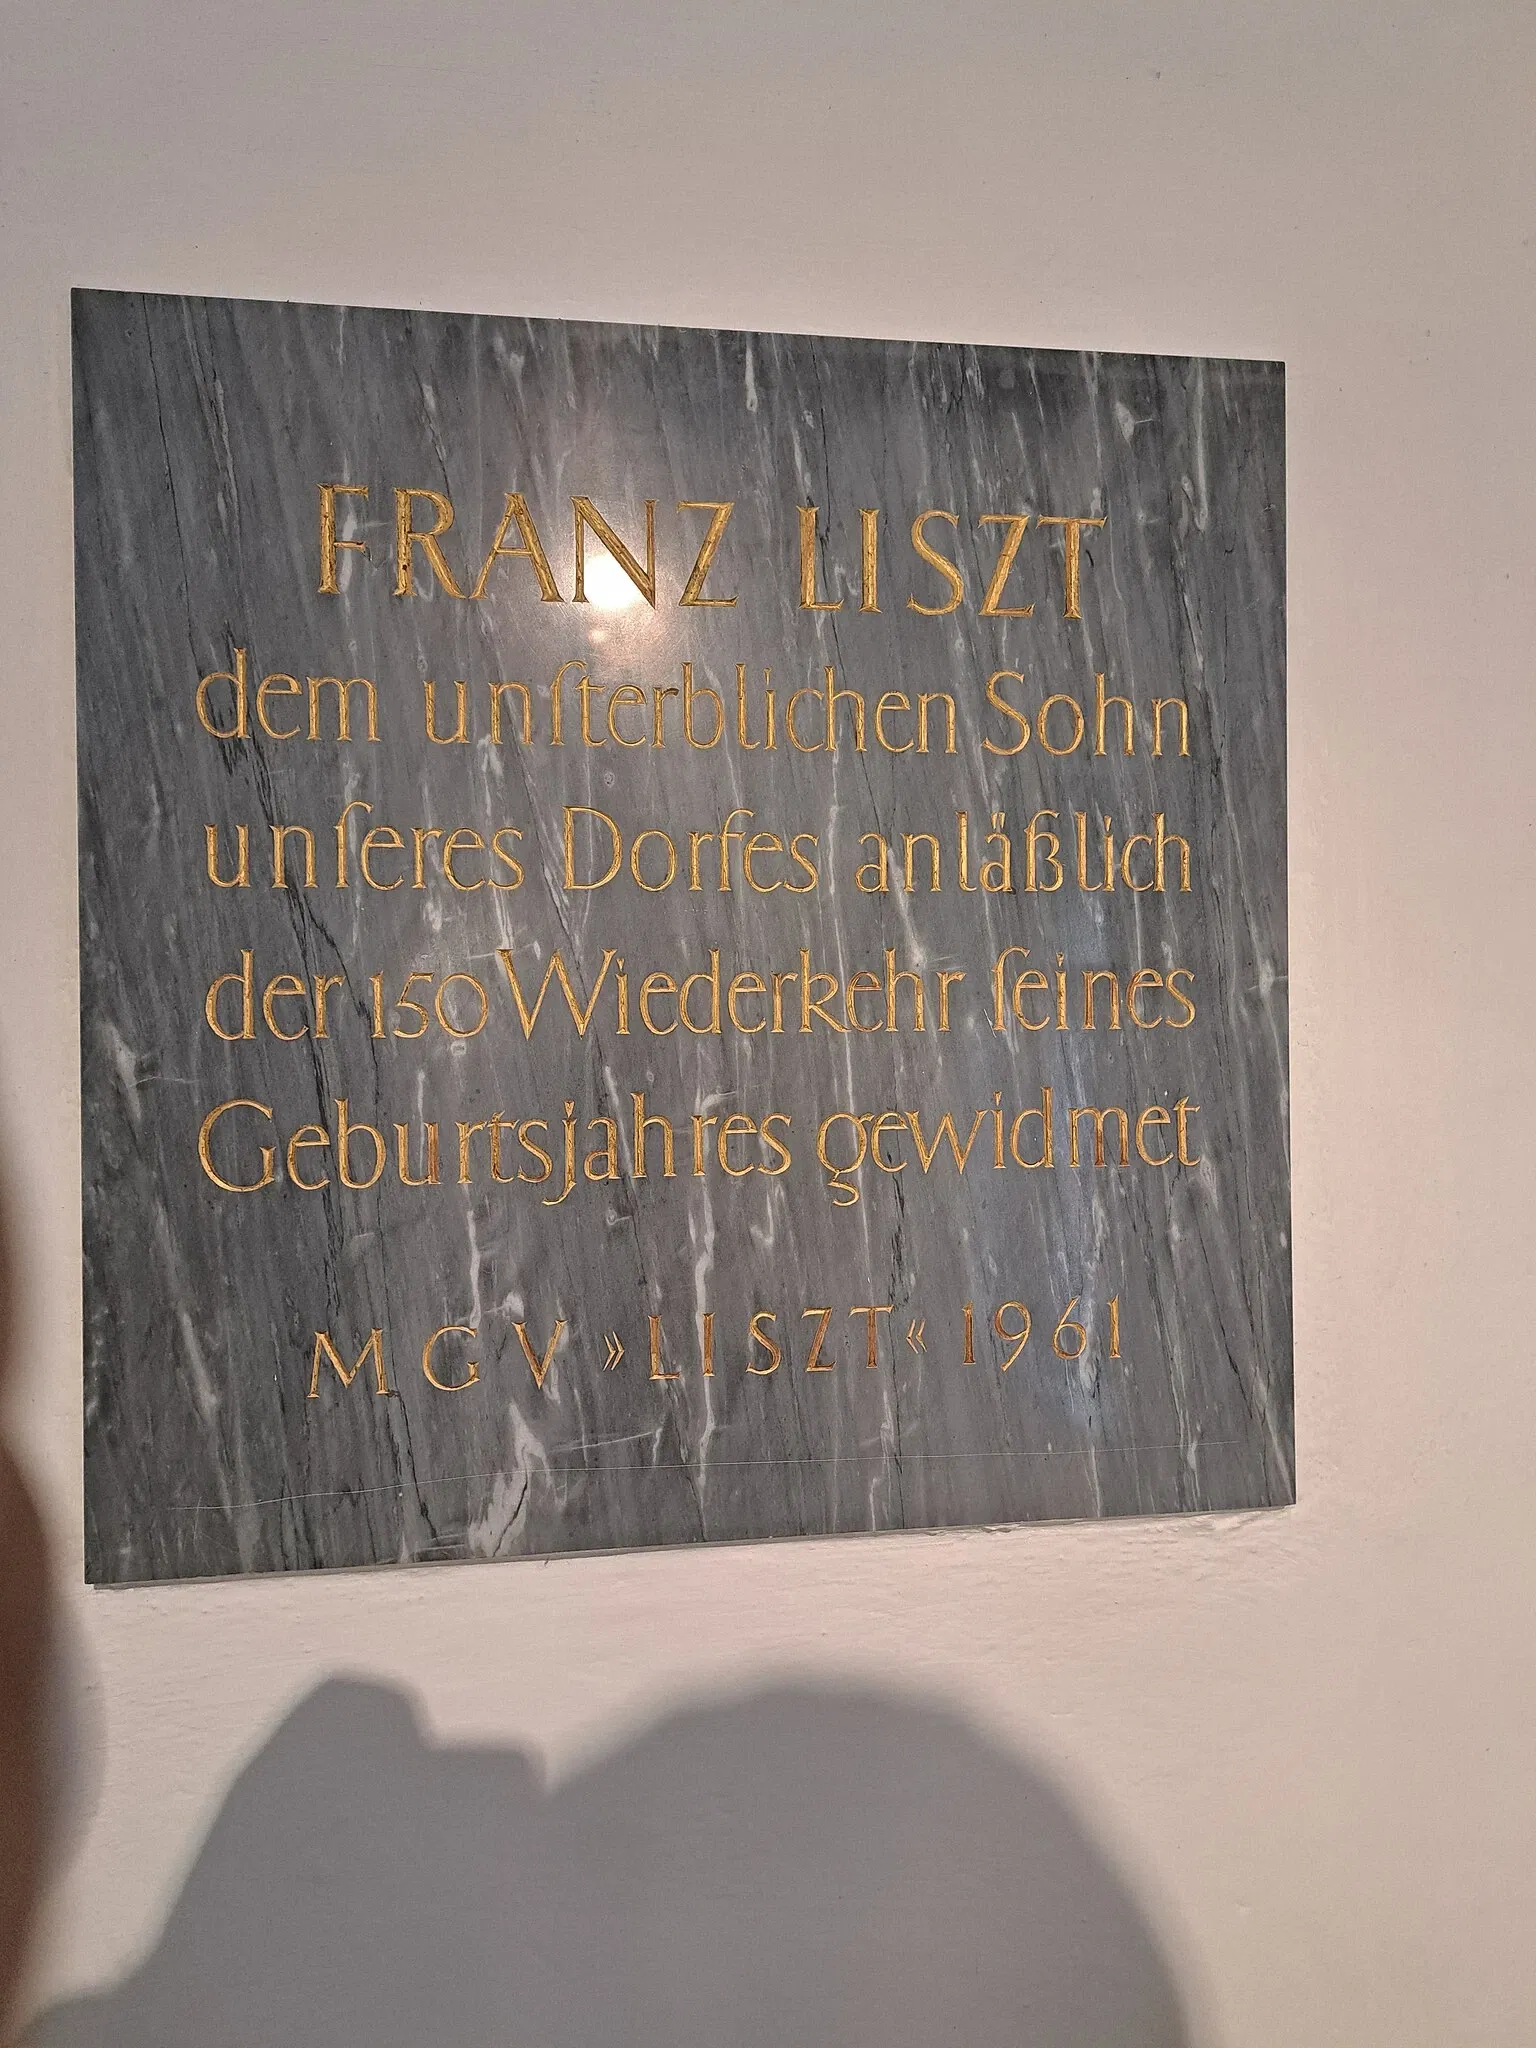 FRANZ LISZT
dem unſterblichen Sohn
unſeres Dorfes anläßlich
der 150 Wiederkehr ſeines
Geburtsjahres gewidmet
MGV »LISZT« 1961